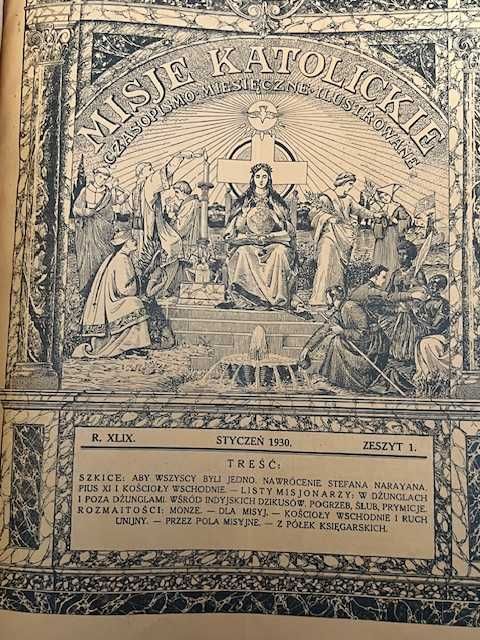 MISJE KATOLICKIE
CZASOPISMO MIESIĘCZNE ILUSTROWANE
R. XLIX. STYCZEŃ 1930. ZESZYT 1.
TREŚĆ:
SZKICE: ABY WSZYSCY BYLI JEDNO. NAWRÓCENIE STEFANA NARAYANA.
PIUS XI I KOŚCIOŁY WSCHODNIE. — LISTY MISJONARZY: W DŻUNGLACH
I POZA DŻUNGLAMI. WŚRÓD INDYJSKICH DZIKUSÓW. POGRZEB, ŚLUB, PRYMICJE.
ROZMAITOŚCI: MONZE. — DLA MISYJ. — KOŚCIOŁY WSCHODNIE I RUCH
UNIJNY. — PRZEZ POLA MISYJNE. — Z PÓŁEK KSIĘGARSKICH.